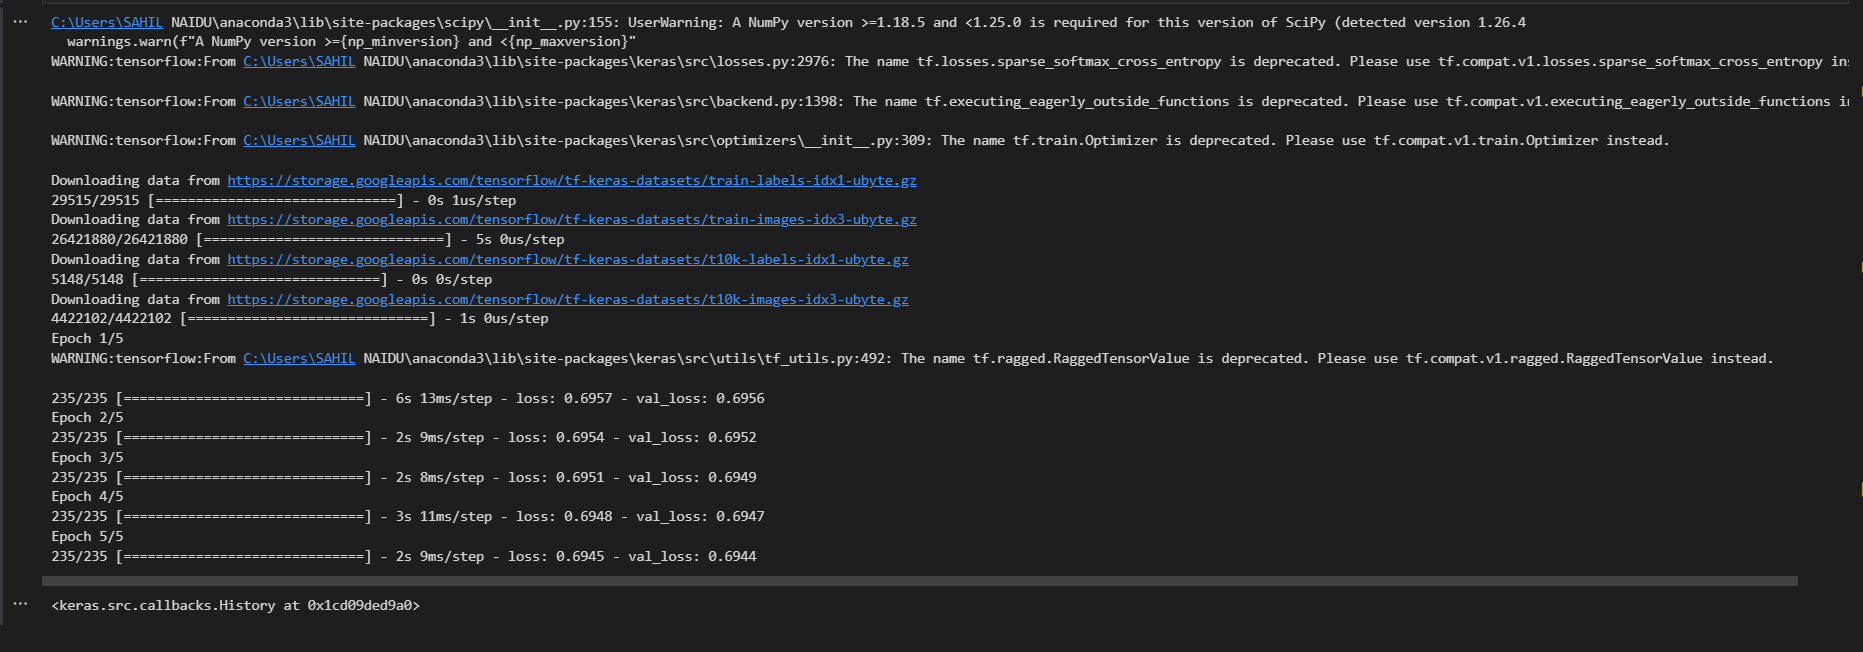 C:\Users\SAHIL NAIDU\anaconda3\lib\site-packages\scipy\__init__.py:155: UserWarning: A NumPy version >=1.18.5 and <1.25.0 is required for this version of SciPy (detected version 1.26.4
warnings.warn(f"A NumPy version >={np_minversion} and <{np_maxversion}"
WARNING:tensorflow:From C:\Users\SAHIL NAIDU\anaconda3\lib\site-packages\keras\src\losses.py:2976: The name tf.losses.sparse_softmax_cross_entropy is deprecated. Please use tf.compat.v1.losses.sparse_softmax_cross_entropy ins
WARNING:tensorflow:From C:\Users\SAHIL NAIDU\anaconda3\lib\site-packages\keras\src\backend.py:1398: The name tf.executing_eagerly_outside_functions is deprecated. Please use tf.compat.v1.executing_eagerly_outside_functions i
WARNING:tensorflow:From C:\Users\SAHIL NAIDU\anaconda3\lib\site-packages\keras\src\optimizers\__init__.py:309: The name tf.train.Optimizer is deprecated. Please use tf.compat.v1.train.Optimizer instead.
Downloading data from https://storage.googleapis.com/tensorflow/tf-keras-datasets/train-labels-idx1-ubyte.gz
29515/29515 [==============================] - 0s 1us/step
Downloading data from https://storage.googleapis.com/tensorflow/tf-keras-datasets/train-images-idx3-ubyte.gz
26421880/26421880 [==============================] - 5s 0us/step
Downloading data from https://storage.googleapis.com/tensorflow/tf-keras-datasets/t10k-labels-idx1-ubyte.gz
5148/5148 [==============================] - 0s 0s/step
Downloading data from https://storage.googleapis.com/tensorflow/tf-keras-datasets/t10k-images-idx3-ubyte.gz
4422102/4422102 [==============================] - 1s 0us/step
Epoch 1/5
WARNING:tensorflow:From C:\Users\SAHIL NAIDU\anaconda3\lib\site-packages\keras\src\utils\tf_utils.py:492: The name tf.ragged.RaggedTensorValue is deprecated. Please use tf.compat.v1.ragged.RaggedTensorValue instead.
235/235 [==============================] - 6s 13ms/step - loss: 0.6957 - val_loss: 0.6956
Epoch 2/5
235/235 [==============================] - 2s 9ms/step - loss: 0.6954 - val_loss: 0.6952
Epoch 3/5
235/235 [==============================] - 2s 8ms/step - loss: 0.6951 - val_loss: 0.6949
Epoch 4/5
235/235 [==============================] - 3s 11ms/step - loss: 0.6948 - val_loss: 0.6947
Epoch 5/5
235/235 [==============================] - 2s 9ms/step - loss: 0.6945 - val_loss: 0.6944
<keras.src.callbacks.History at 0x1cd09ded9a0>